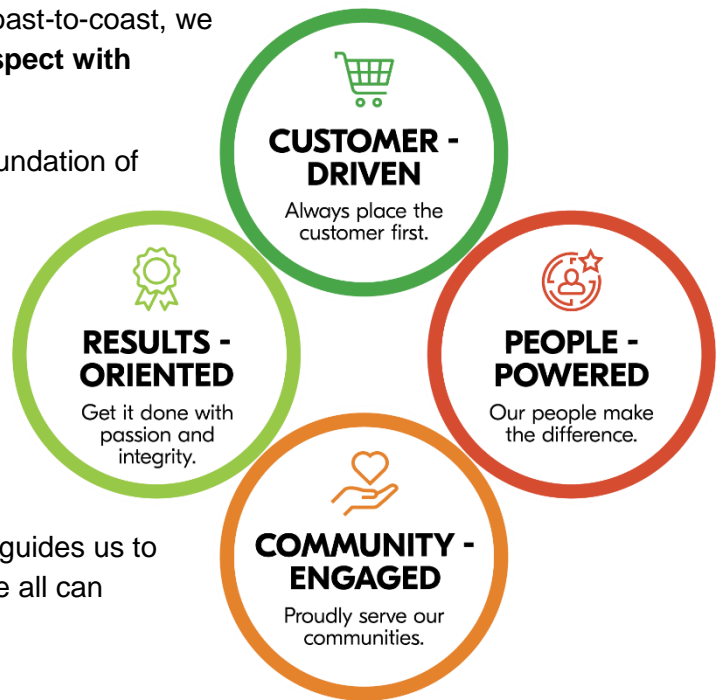 oast-to-coast, we
spect with
undation of
CUSTOMER -
DRIVEN
Always place the
customer first.
RESULTS -
ORIENTED
Get it done with
passion and
integrity.
PEOPLE -
POWERED
Our people make
the difference.
guides us to
e all can
COMMUNITY -
ENGAGED
Proudly serve our
communities.